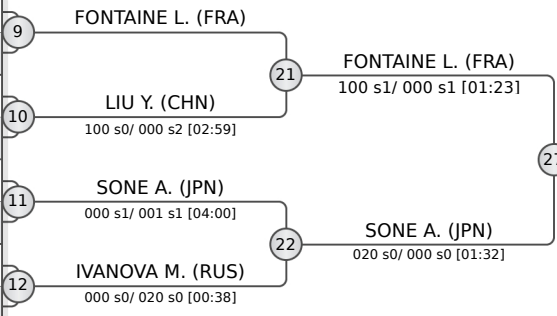 9
FONTAINE L. (FRA)
21
FONTAINE L. (FRA)
100 s1/ 000 s1 [01:23]
10
LIU Y. (CHN)
100 s0/ 000 s2 [02:59]
11
SONE A. (JPN)
000 s1/ 001 s1 [04:00]
22
SONE A. (JPN)
020 s0/ 000 s0 [01:32]
12
IVANOVA M. (RUS)
000 s0/ 020 s0 [00:38]